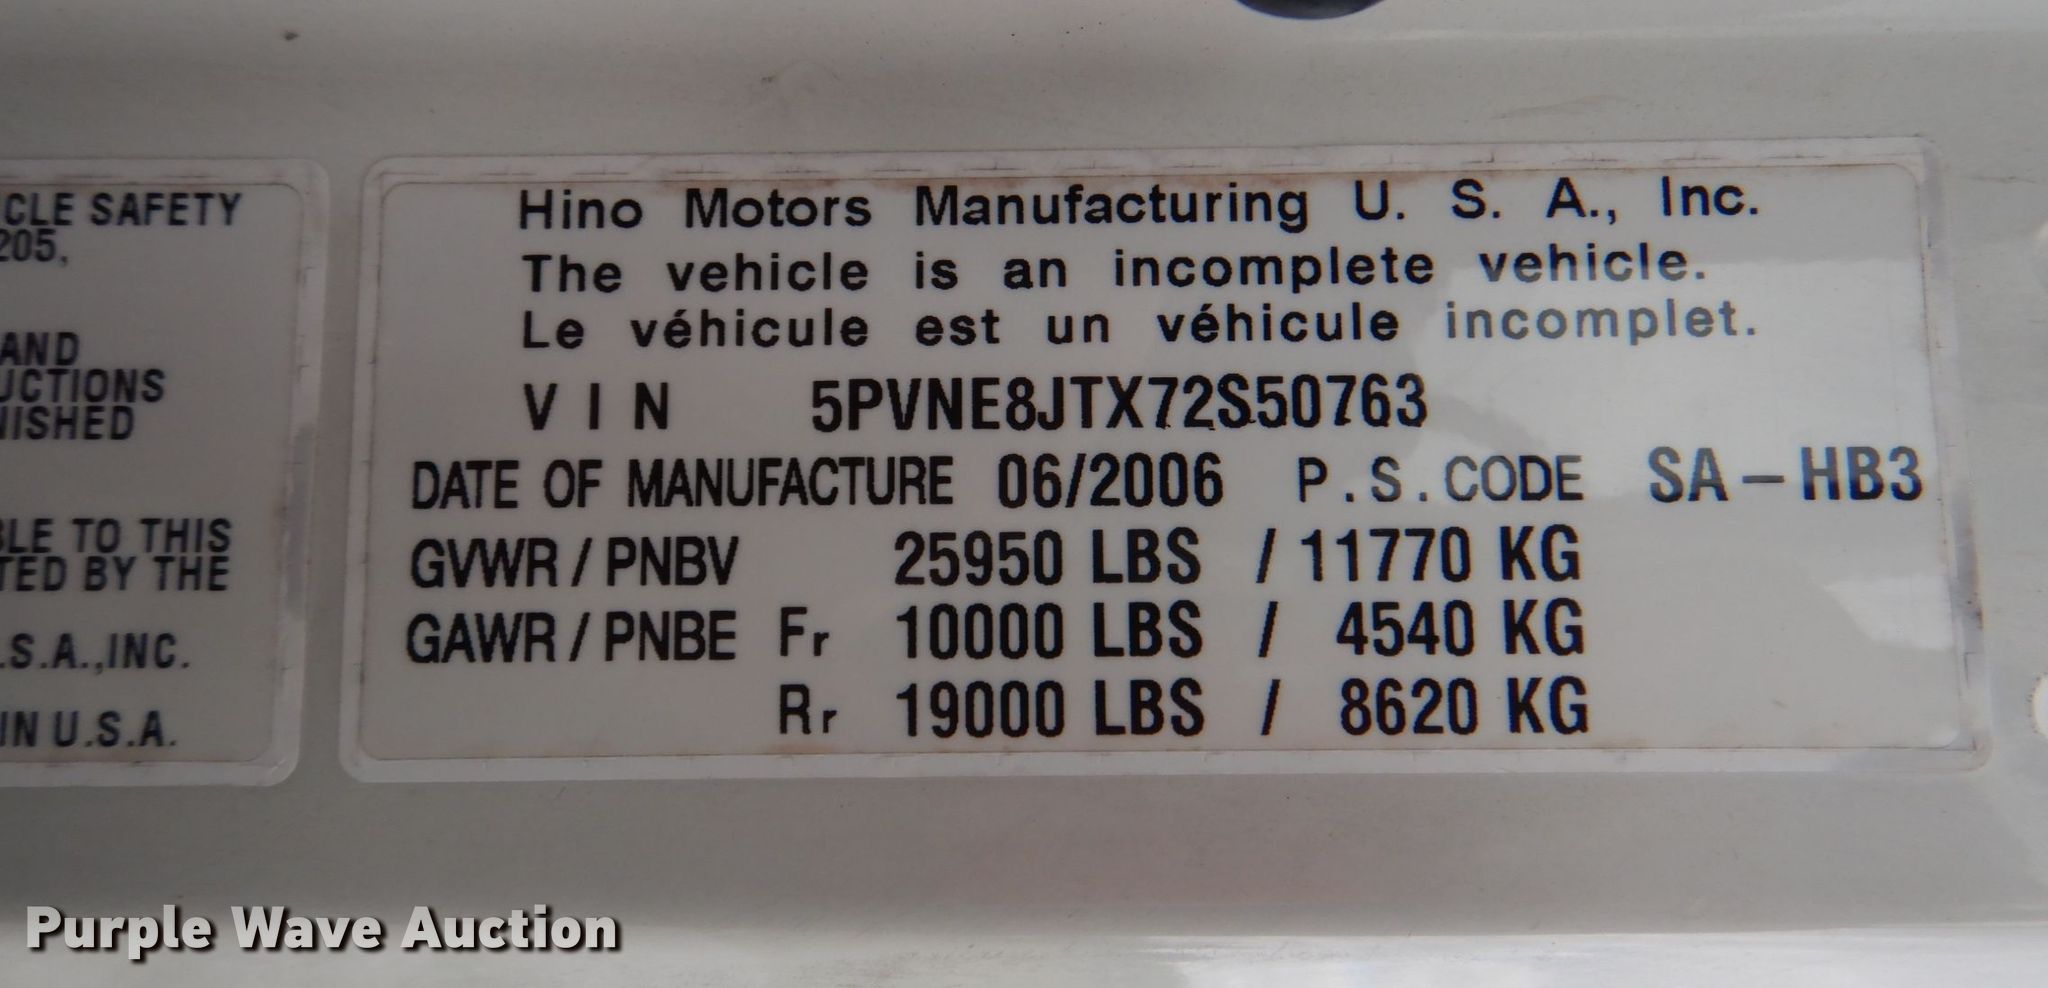 CLE SAFETY
205,
AND
UCTIONS
NISHED
BLE TO THIS
TED BY THE
.S.A.,INC.
IN U.S.A.
Hino Motors Manufacturing U. S. A., Inc.
The vehicle is an incomplete vehicle.
Le véhicule est un véhicule incomplet.
VIN 5PVNE8JTX72S50763
DATE OF MANUFACTURE 06/2006 P.S.CODE SA-HB3
GVWR/PNBV 25950 LBS / 11770 KG
GAWR/PNBE Fr 10000 LBS / 4540 KG
Rr 19000 LBS / 8620 KG
Purple Wave Auction